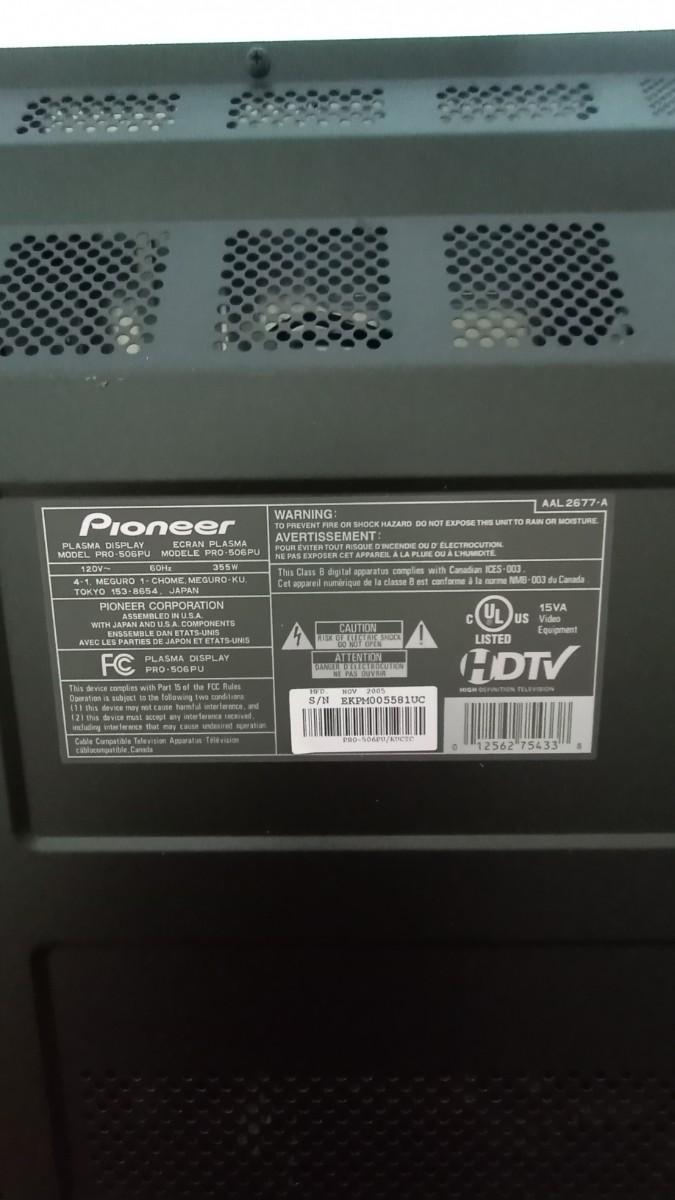 AAL 2677-A
Pioneer
PLASMA DISPLAY ECRAN PLASMA
MODEL PRO-506PU MODELE PRO-506PU
120V~ 60Hz 355W
4-1, MEGURO 1-CHOME, MEGURO-KU,
TOKYO 153-8654, JAPAN
PIONEER CORPORATION
ASSEMBLED IN U.S.A.
WITH JAPAN AND U.S.A. COMPONENTS
ENSSEMBLE DAN ETATS-UNIS
AVEC LES PARTIES DE JAPON ET ETATS-UNIS
FC PLASMA DISPLAY
PRO-506PU
This device complies with Part 15 of the FCC Rules
Operation is subject to the following two conditions:
(1) this device may not cause harmful interference, and
(2) this device must accept any interference received,
including interference that may cause undesired operation.
Cable Compatible Television Apparatus-Télévision
câblocompatible, Canada
WARNING:
TO PREVENT FIRE OR SHOCK HAZARD DO NOT EXPOSE THIS UNIT TO RAIN OR MOISTURE.
AVERTISSEMENT:
POUR ÉVITER TOUT RISQUE D'INCENDIE OU D' ÉLECTROCUTION.
NE PAS EXPOSER CET APPAREIL À LA PLUIE OU À L'HUMIDITÉ.
This Class B digital apparatus complies with Canadian ICES-003.
Cet appareil numérique de la classe B est conforme à la norme NMB-003 du Canada.
CAUTION
RISK OF ELECTRIC SHOCK
DO NOT OPEN
ATTENTION
DANGER D'ELECTROCUTION
NE PAS OUVRIR
C UL US
LISTED
15VA
Video
Equipment
HDTV
HIGH DEFINITION TELEVISION
MFD. NOV 2005
S/N EKPM005581UC
PRO-506PU/KUCXC
0 12562 75433 8